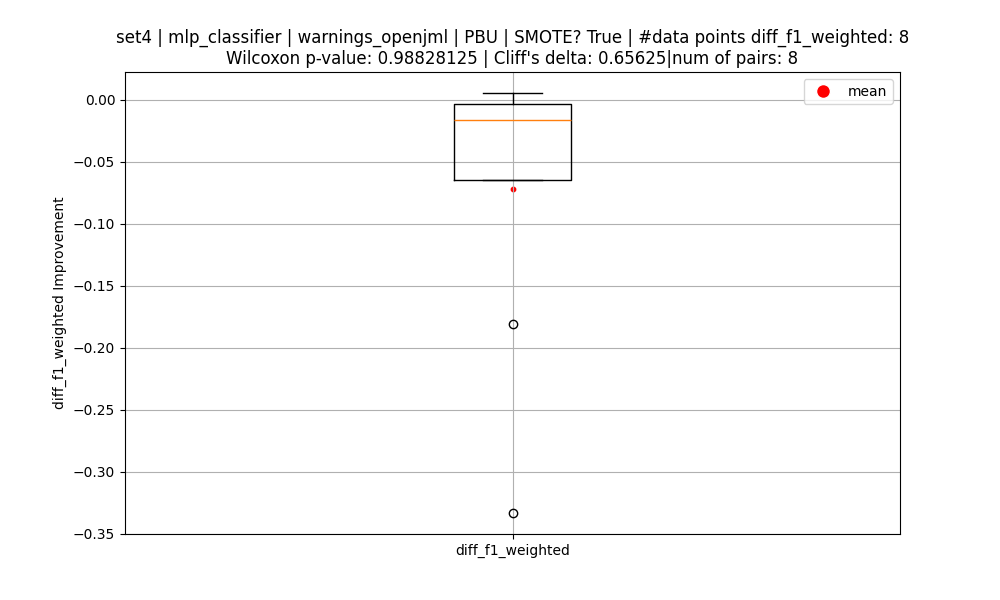 set4 | mlp_classifier | warnings_openjml | PBU | SMOTE? True | #data points diff_f1_weighted: 8
Wilcoxon p-value: 0.98828125 | Cliff's delta: 0.65625|num of pairs: 8
mean
0.00
−0.05
−0.10
−0.15
−0.20
−0.25
−0.30
−0.35
diff_f1_weighted Improvement
diff_f1_weighted